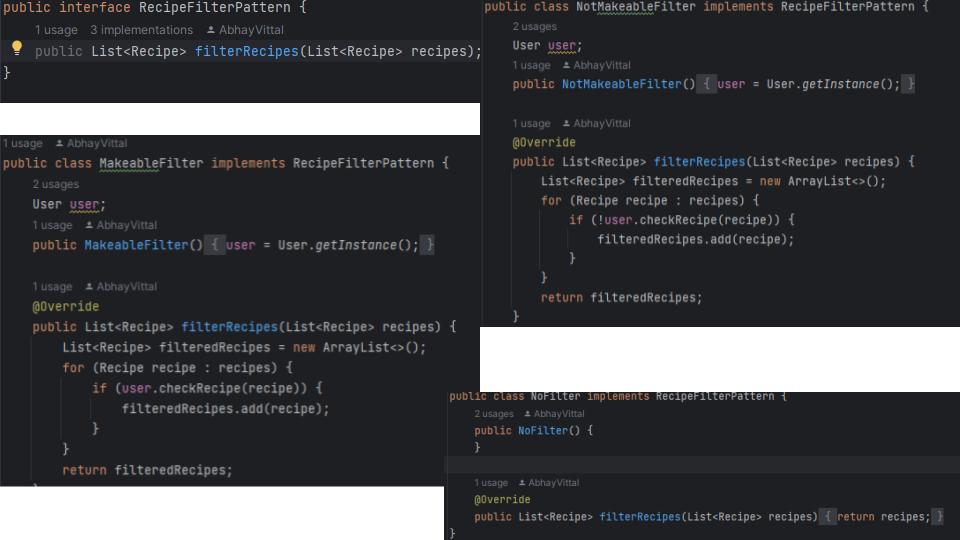 public interface RecipeFilterPattern {
1 usage 3 implementations AbhayVittal
public List<Recipe> filterRecipes(List<Recipe> recipes);
}
1 usage AbhayVittal
public class MakeableFilter implements RecipeFilterPattern {
2 usages
User user;
1 usage AbhayVittal
public MakeableFilter() { user = User.getInstance(); }
1 usage AbhayVittal
@Override
public List<Recipe> filterRecipes(List<Recipe> recipes) {
List<Recipe> filteredRecipes = new ArrayList<>();
for (Recipe recipe : recipes) {
if (user.checkRecipe(recipe)) {
filteredRecipes.add(recipe);
}
}
return filteredRecipes;
public class NotMakeableFilter implements RecipeFilterPattern {
2 usages
User user;
1 usage AbhayVittal
public NotMakeableFilter() { user = User.getInstance(); }
1 usage AbhayVittal
@Override
public List<Recipe> filterRecipes(List<Recipe> recipes) {
List<Recipe> filteredRecipes = new ArrayList<>();
for (Recipe recipe : recipes) {
if (!user.checkRecipe(recipe)) {
filteredRecipes.add(recipe);
}
}
return filteredRecipes;
}
public class NoFilter implements RecipeFilterPattern {
2 usages AbhayVittal
public NoFilter() {
}
1 usage AbhayVittal
@Override
public List<Recipe> filterRecipes(List<Recipe> recipes) { return recipes; }
}